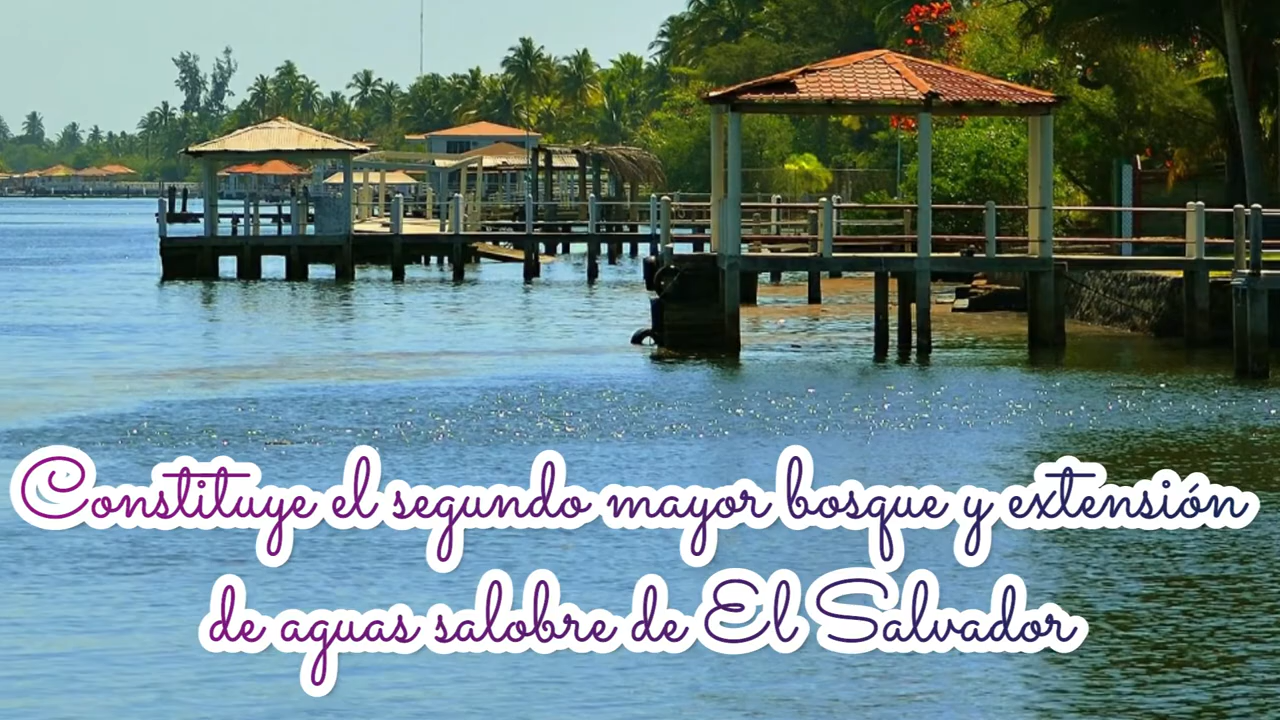 Constituye el segundo mayor bosque y extensión
de aguas salobre de El Salvador